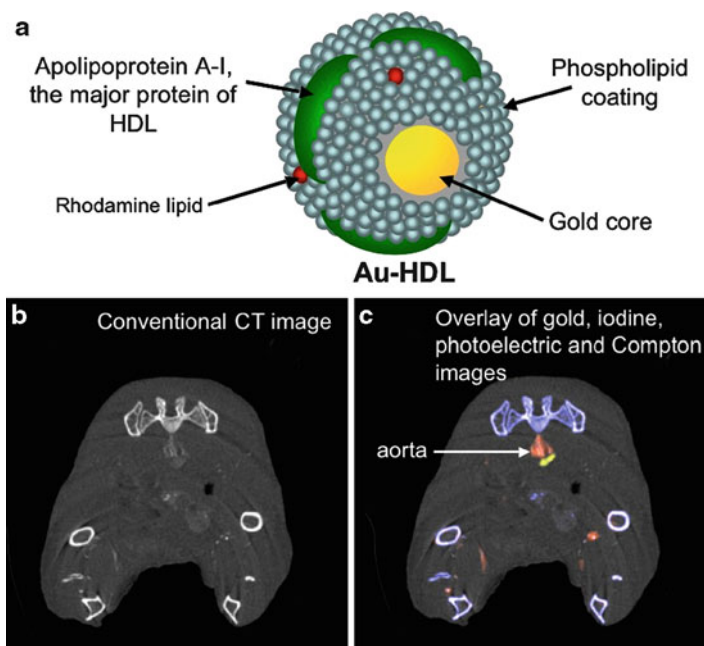 a
Apolipoprotein A-I,
the major protein of
HDL
Phospholipid
coating
Rhodamine lipid
Gold core
Au-HDL
b
Conventional CT image
c
Overlay of gold, iodine,
photoelectric and Compton
images
aorta